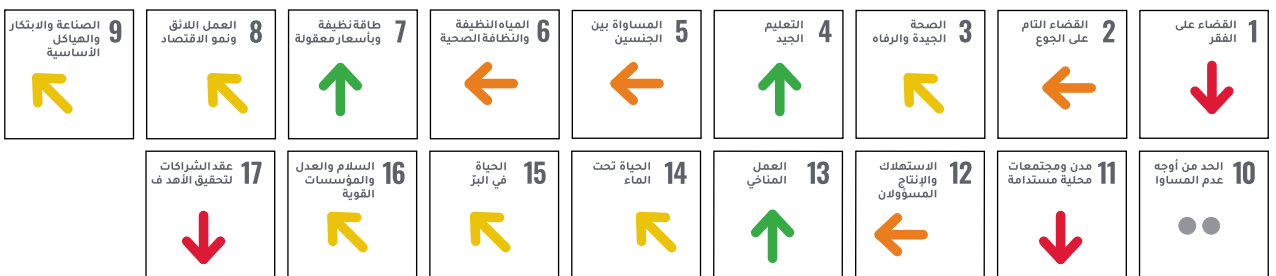 1 القضاء على
الفقر
2 القضاء التام
على الجوع
3 الصحة
الجيدة والرفاه
4 التعليم
الجيد
5 المساواة بين
الجنسين
6 المياه النظيفة
والنظافة الصحية
7 طاقة نظيفة
وبأسعار معقولة
8 العمل اللائق
ونمو الاقتصاد
9 الصناعة والابتكار
والهياكل
الأساسية
10 الحد من أوجه
عدم المساوا
11 مدن ومجتمعات
محلية مستدامة
12 الاستهلاك
والإنتاج
المسؤولان
13 العمل
المناخي
14 الحياة تحت
الماء
15 الحياة
في البرّ
16 السلام والعدل
والمؤسسات
القوية
17 عقد الشراكات
لتحقيق الأهد ف